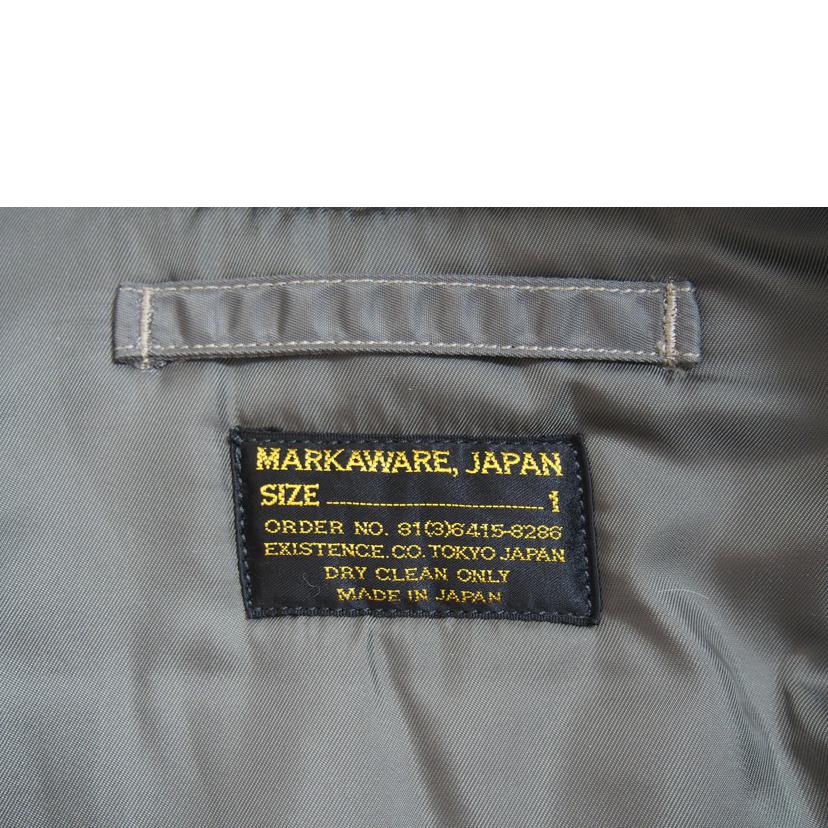 MARKAWARE, JAPAN
SIZE 1
ORDER NO. 81(3)6415-8286
EXISTENCE. CO. TOKYO JAPAN
DRY CLEAN ONLY
MADE IN JAPAN